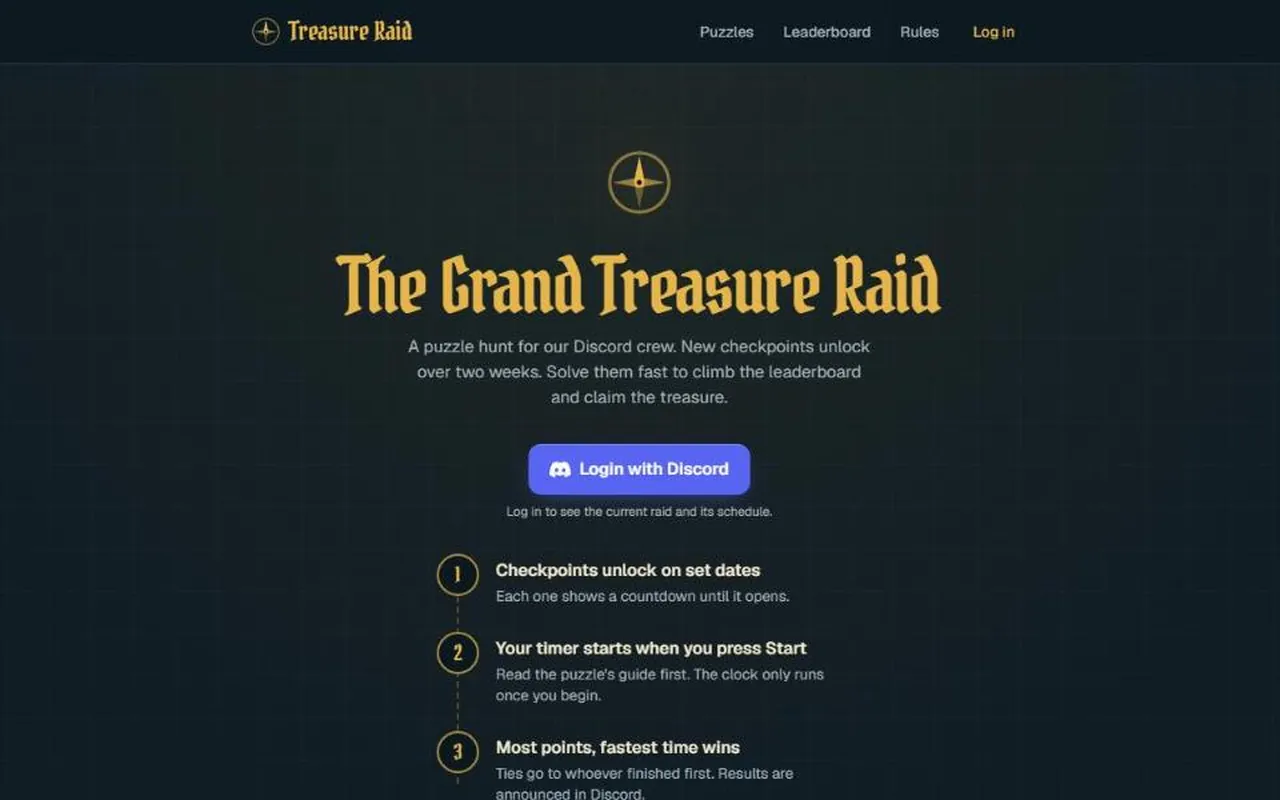 Treasure Raid
Puzzles
Leaderboard
Rules
Log in
The Grand Treasure Raid
A puzzle hunt for our Discord crew. New checkpoints unlock
over two weeks. Solve them fast to climb the leaderboard
and claim the treasure.
Login with Discord
Log in to see the current raid and its schedule.
1
Checkpoints unlock on set dates
Each one shows a countdown until it opens.
2
Your timer starts when you press Start
Read the puzzle's guide first. The clock only runs
once you begin.
3
Most points, fastest time wins
Ties go to whoever finished first. Results are
announced in Discord.